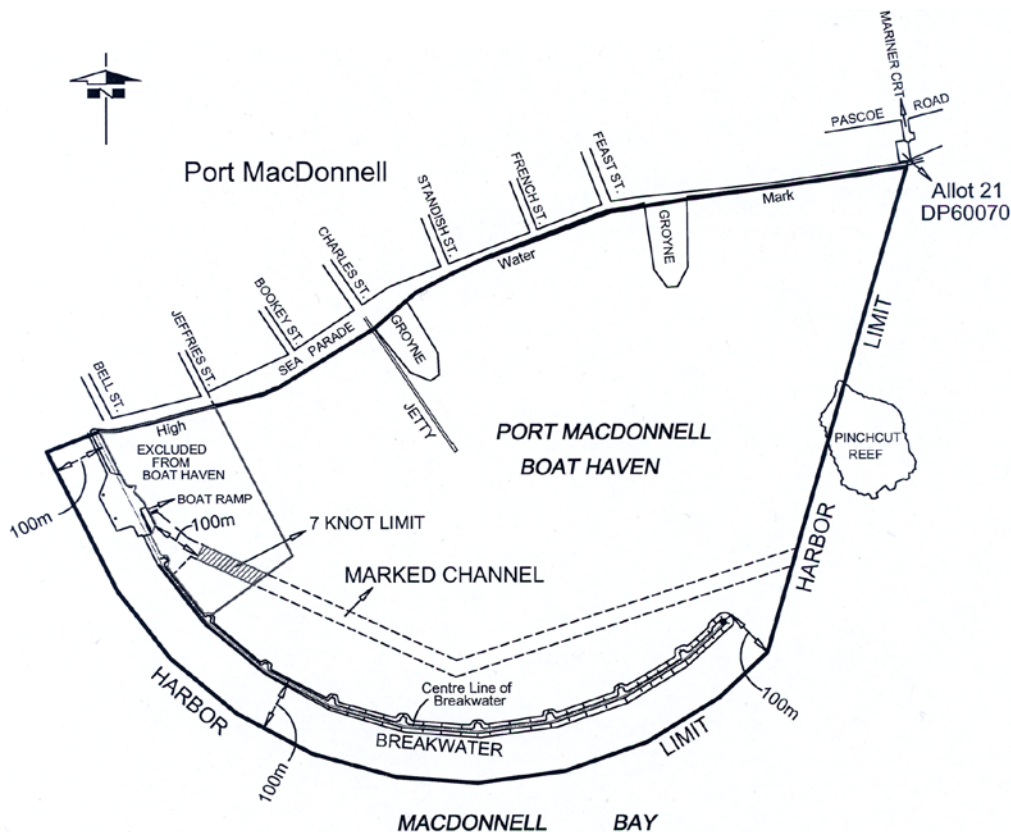 N
MARINER CRT
PASCOE ROAD
Port MacDonnell
Allot 21
DP60070
FEAST ST.
FRENCH ST.
STANDISH ST.
CHARLES ST.
BOOKEY ST.
JEFFRIES ST.
BELL ST.
SEA PARADE
High
Water
Mark
GROYNE
GROYNE
JETTY
LIMIT
HARBOR
PINCHCUT
REEF
PORT MACDONNELL
BOAT HAVEN
EXCLUDED
FROM
BOAT HAVEN
BOAT RAMP
100m
100m
7 KNOT LIMIT
MARKED CHANNEL
Centre Line of
Breakwater
BREAKWATER
HARBOR
LIMIT
100m
100m
MACDONNELL BAY